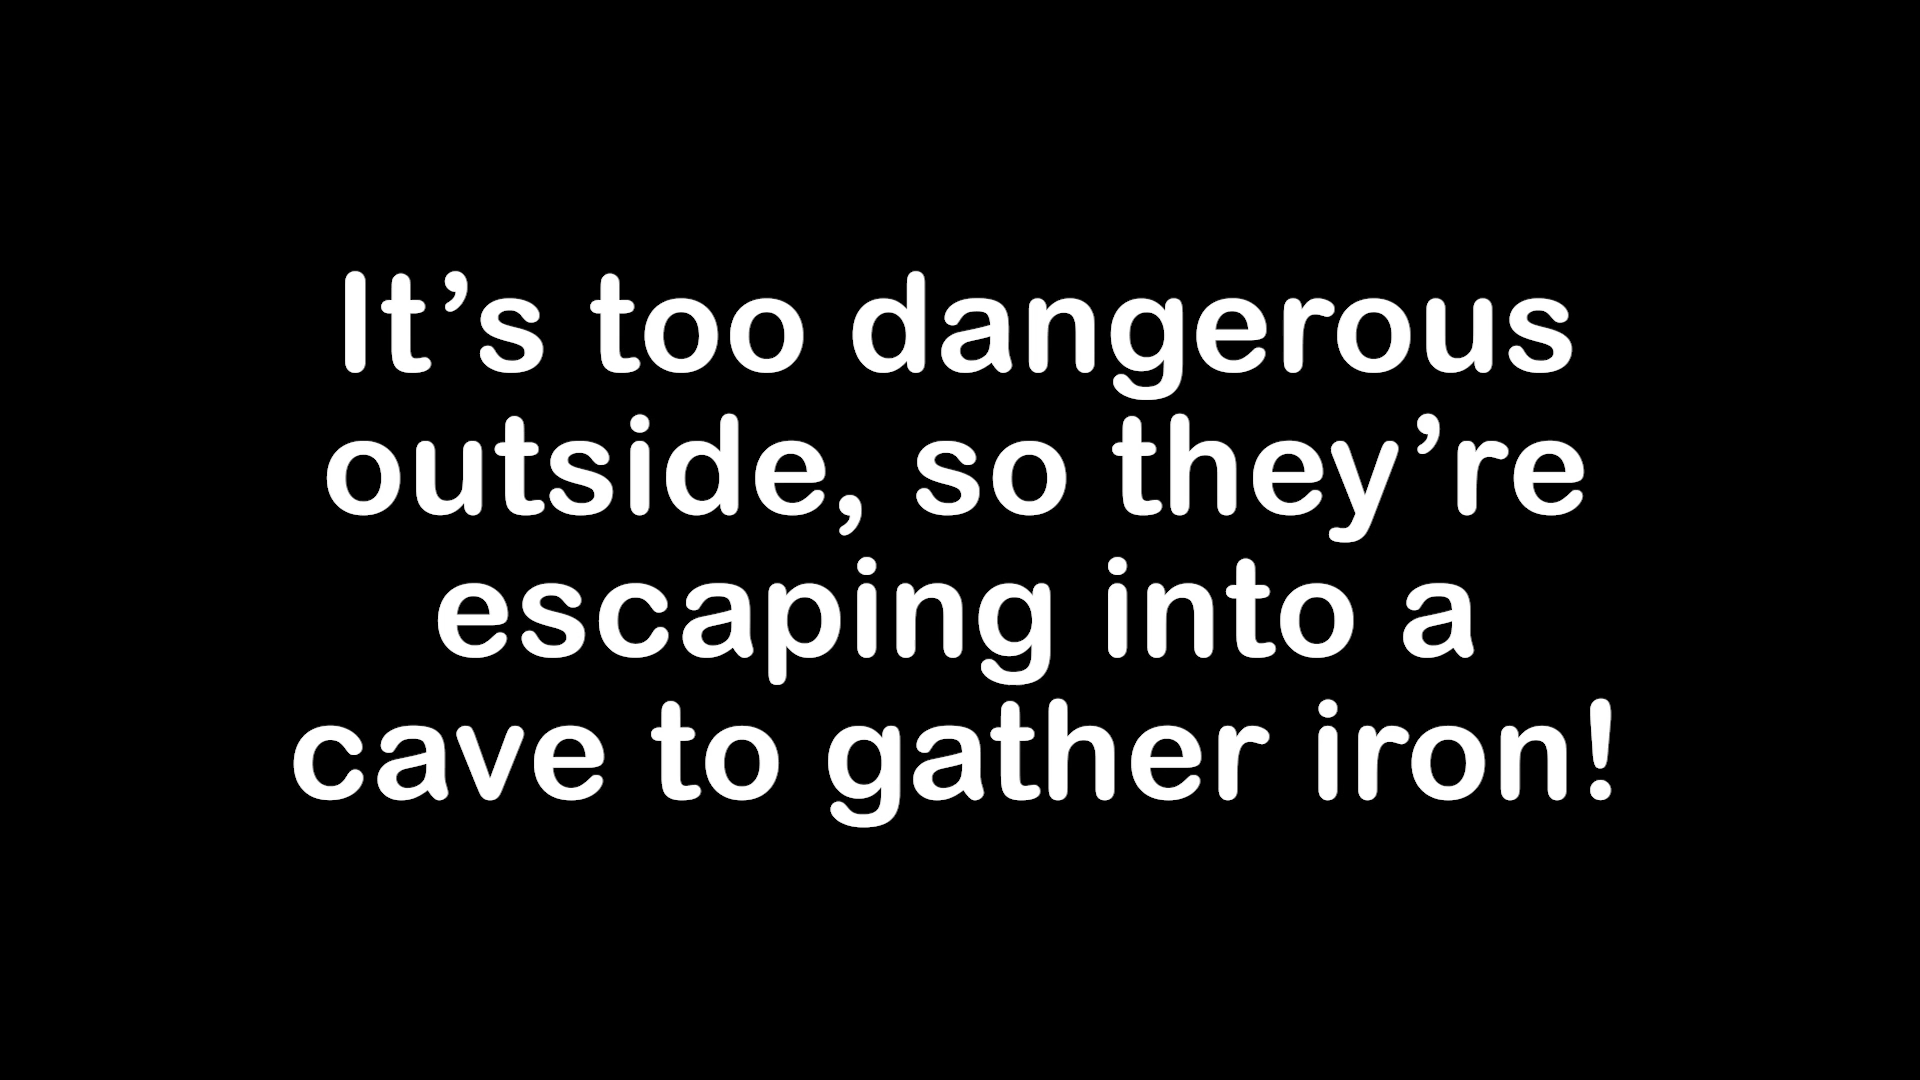 It’s too dangerous
outside, so they’re
escaping into a
cave to gather iron!